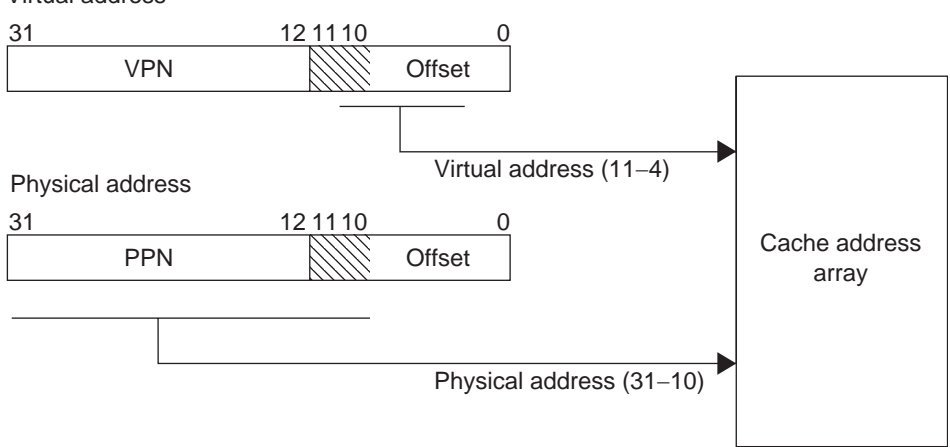 Virtual address
31 12 11 10 0
VPN Offset
Virtual address (11–4)
Physical address
31 12 11 10 0
PPN Offset
Cache address
array
Physical address (31–10)